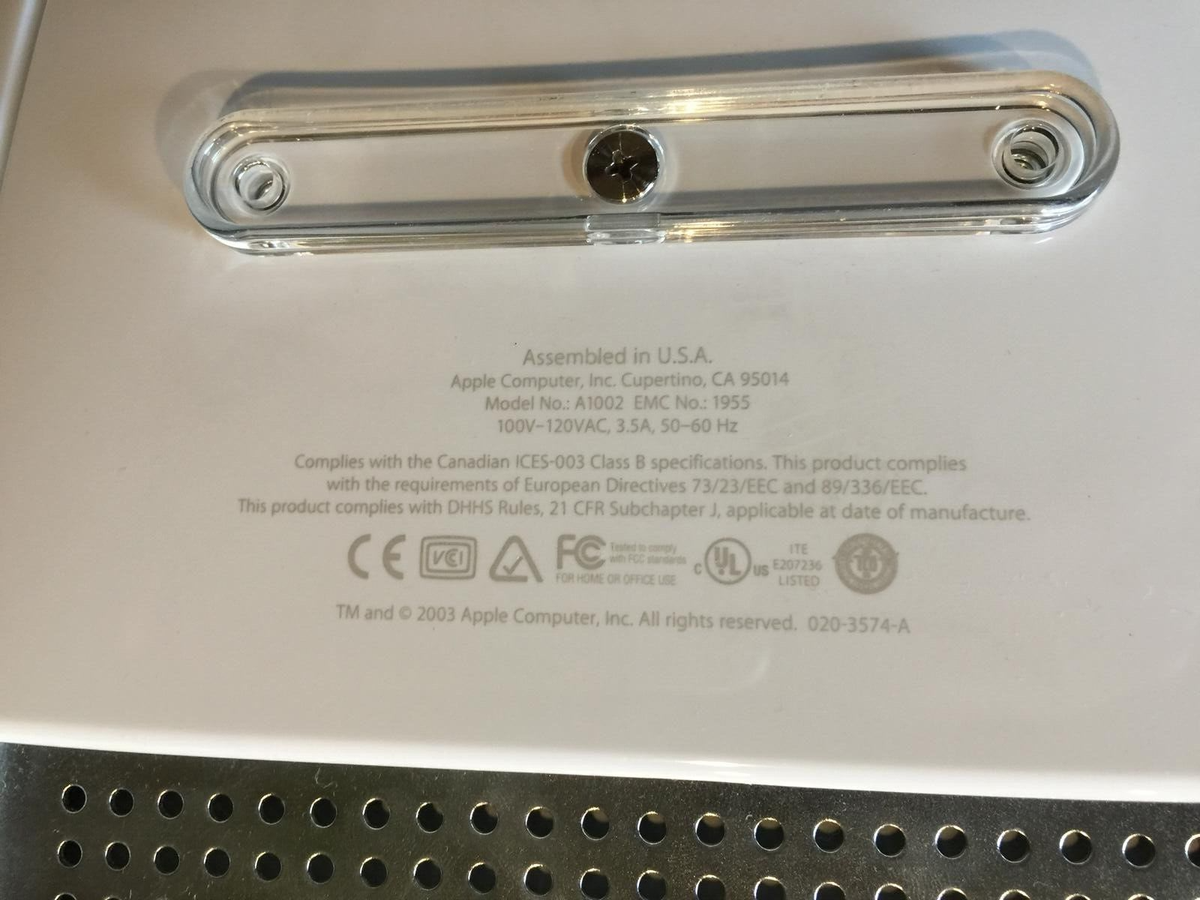 Assembled in U.S.A.
Apple Computer, Inc. Cupertino, CA 95014
Model No.: A1002 EMC No.: 1955
100V–120VAC, 3.5A, 50–60 Hz
Complies with the Canadian ICES-003 Class B specifications. This product complies
with the requirements of European Directives 73/23/EEC and 89/336/EEC.
This product complies with DHHS Rules, 21 CFR Subchapter J, applicable at date of manufacture.
CE VCI FC Tested to comply
with FCC standards
FOR HOME OR OFFICE USE
C UL US
ITE
E207236
LISTED
TM and © 2003 Apple Computer, Inc. All rights reserved. 020-3574-A